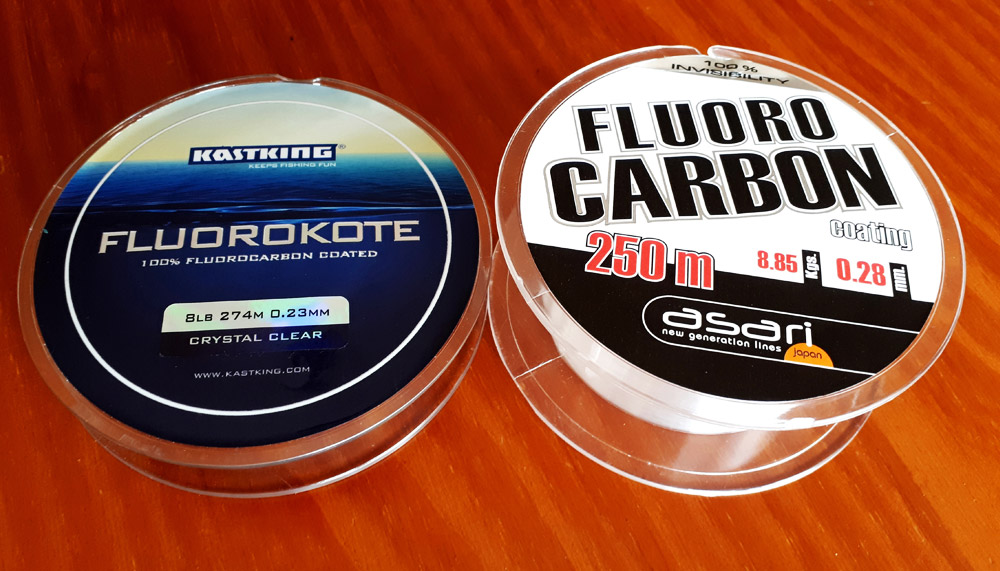 KASTKING®
KEEPS FISHING FUN
FLUOROKOTE
100% FLUOROCARBON COATED
8LB 274M 0.23MM
CRYSTAL CLEAR
WWW.KASTKING.COM
100%
INVISIBILITY
FLUORO
CARBON
coating
250 m
8.85 Kgs.
0.28 mm.
asari
new generation lines
japan